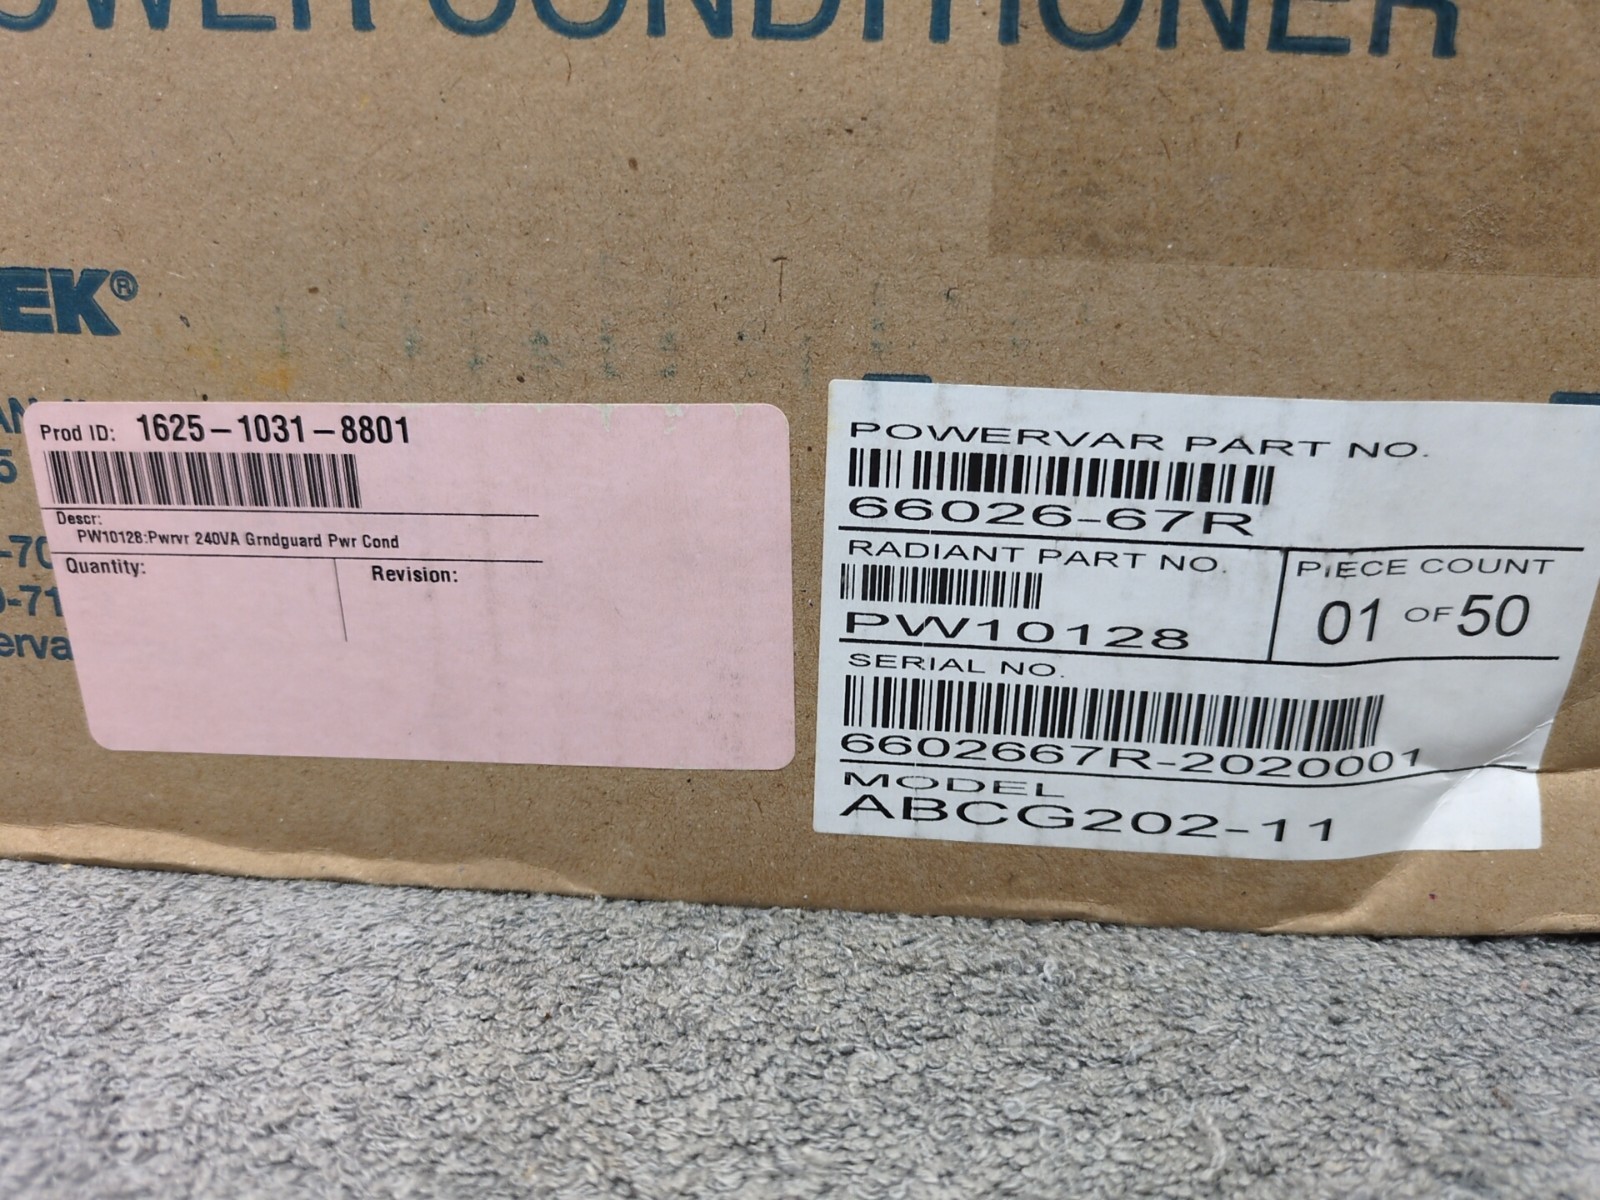 CONDITIONER
EK®
Prod ID: 1625-1031-8801
Descr:
PW10128:Pwrvr 240VA Grndguard Pwr Cond
Quantity:
Revision:
POWERVAR PART NO.
66026-67R
RADIANT PART NO.
PW10128
PIECE COUNT
01 OF 50
SERIAL NO.
6602667R-2020001
MODEL
ABCG202-11